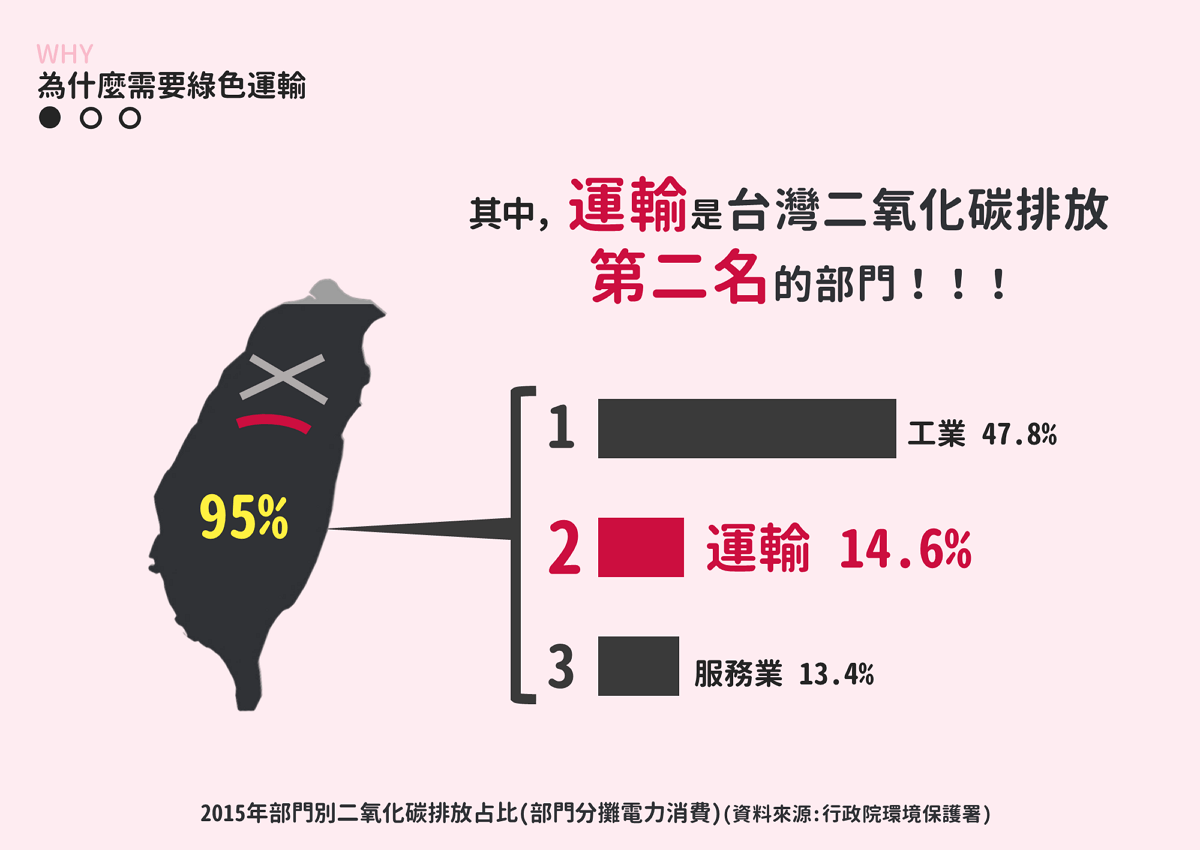 WHY
為什麼需要綠色運輸
其中，運輸是台灣二氧化碳排放
第二名的部門！！！
95%
1 工業 47.8%
2 運輸 14.6%
3 服務業 13.4%
2015年部門別二氧化碳排放占比(部門分攤電力消費)(資料來源:行政院環境保護署)